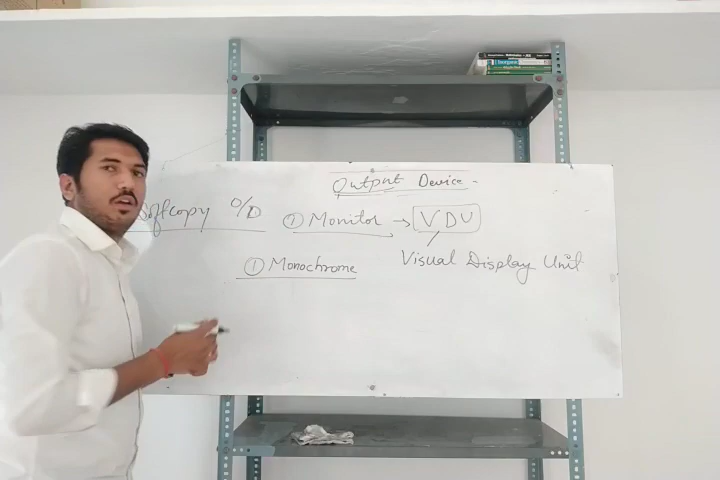 Output Device -
Softcopy O/D ① Monitor → VDU
Visual Display Unit
① Monochrome